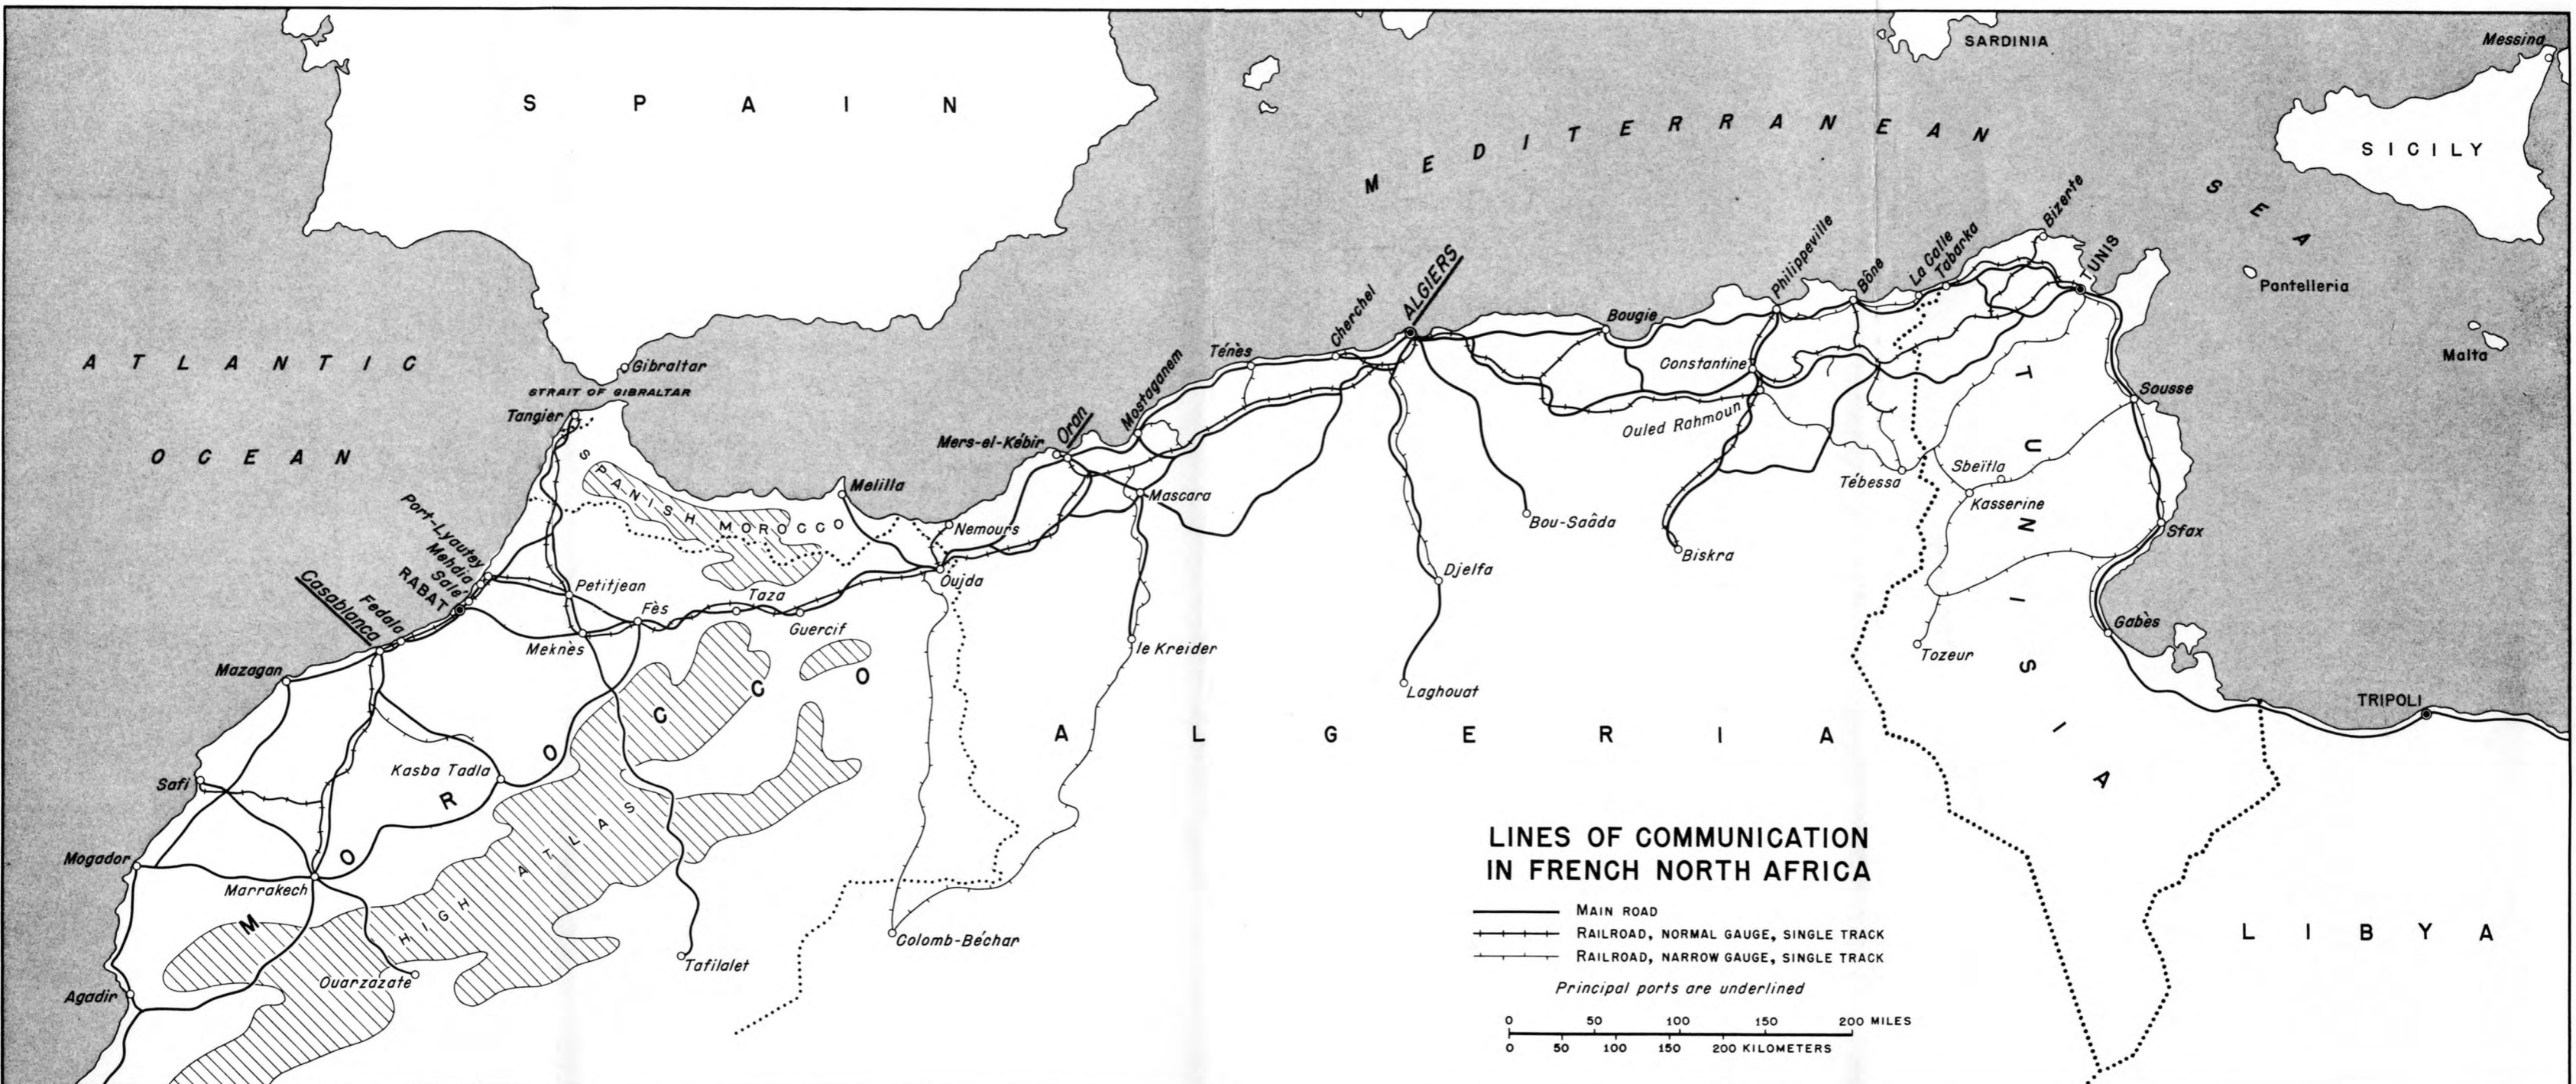 SARDINIA
Messina
SPAIN
MEDITERRANEAN SEA
SICILY
Bizerte
TUNIS
Philippeville
La Calle
Tabarka
Bône
ALGIERS
Cherchel
Pantelleria
Bougie
Malta
ATLANTIC OCEAN
Gibraltar
STRAIT OF GIBRALTAR
Ténès
Mostaganem
Constantine
Sousse
Tangier
Mers-el-Kébir
Oran
Ouled Rahmoun
SPANISH MOROCCO
Melilla
Mascara
Tébessa
Sbeïtla
Kasserine
Port-Lyautey
Mehdia
Salé
RABAT
Nemours
Bou-Saâda
Sfax
Biskra
Casablanca
Fedala
Petitjean
Oujda
Djelfa
Fès
Taza
Guercif
Gabès
Meknès
le Kreider
Tozeur
Mazagan
Laghouat
TUNISIA
TRIPOLI
ALGERIA
Safi
Kasba Tadla
MOROCCO
HIGH ATLAS
Mogador
Marrakech
Colomb-Béchar
Tafilalet
Ouarzazate
Agadir
LIBYA
LINES OF COMMUNICATION
IN FRENCH NORTH AFRICA
MAIN ROAD
RAILROAD, NORMAL GAUGE, SINGLE TRACK
RAILROAD, NARROW GAUGE, SINGLE TRACK
Principal ports are underlined
0 50 100 150 200 MILES
0 50 100 150 200 KILOMETERS